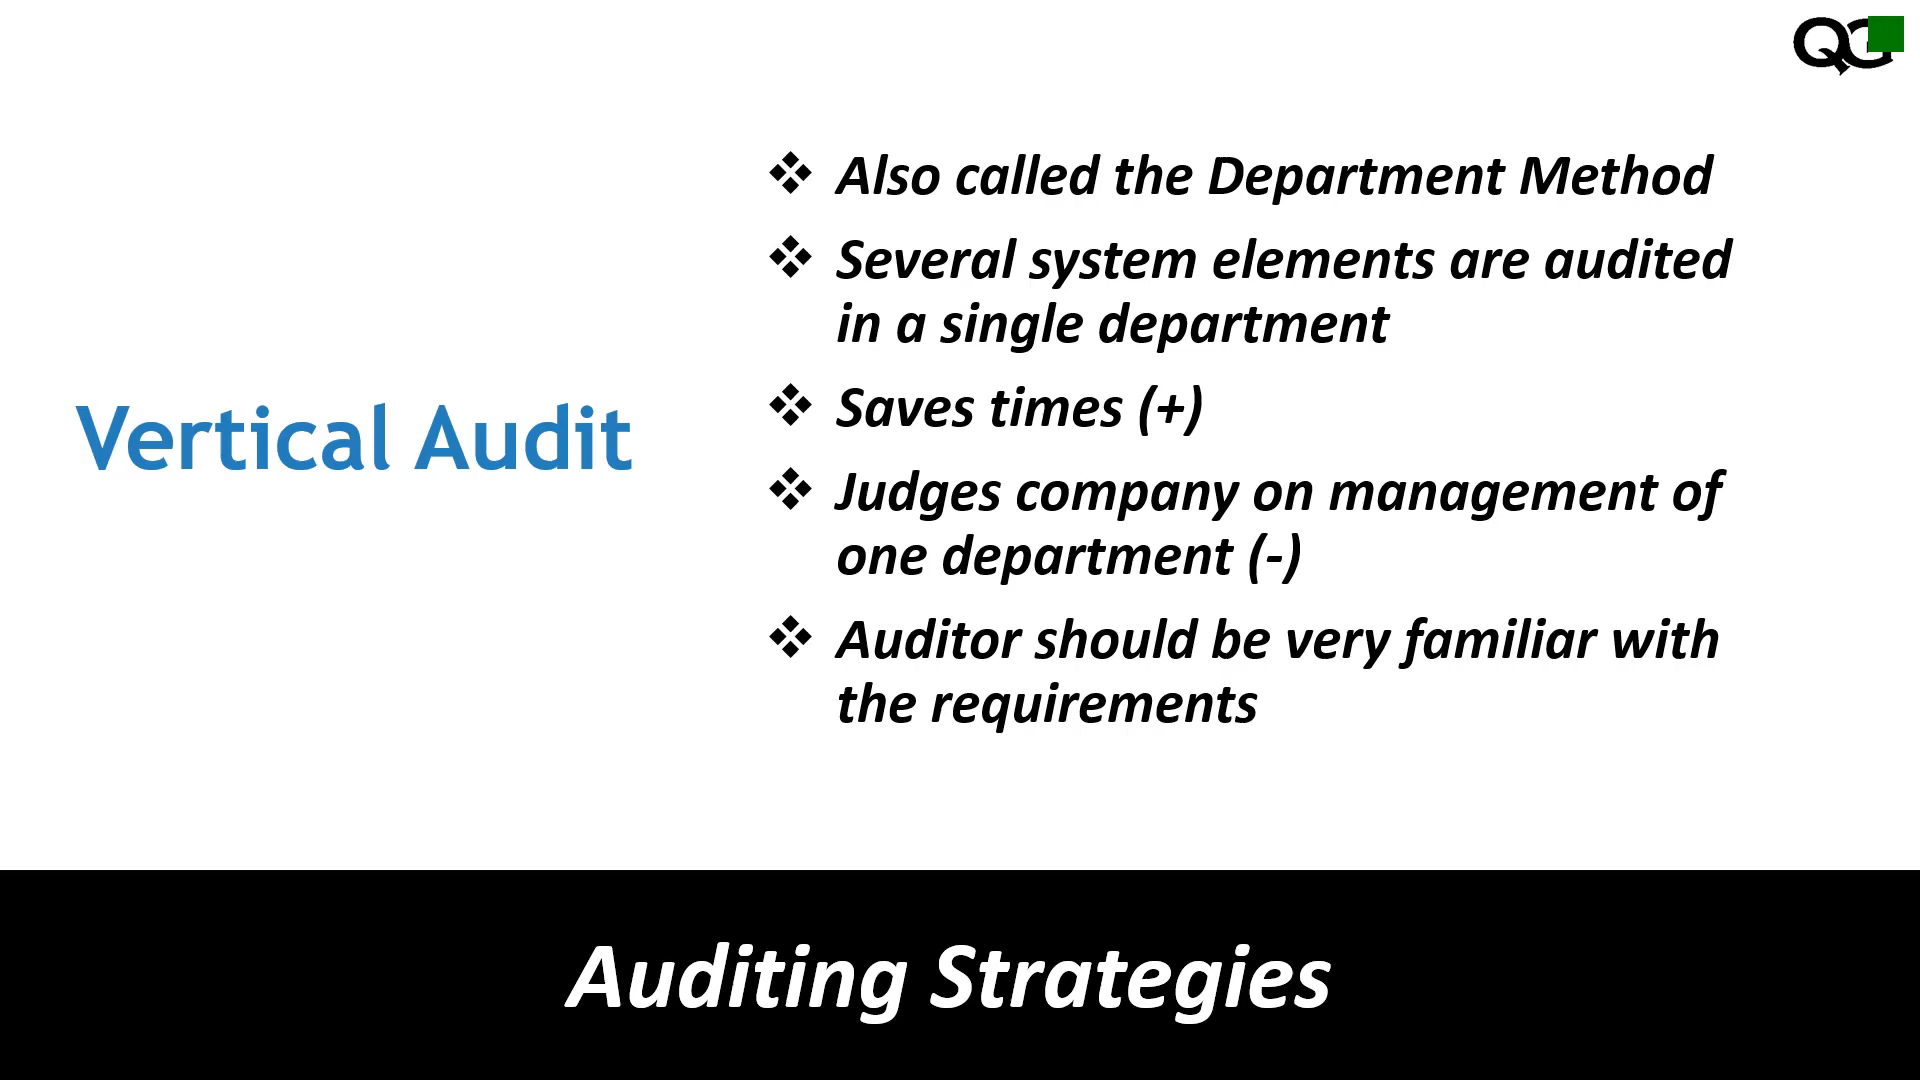 QG
Also called the Department Method
Several system elements are audited
in a single department
Saves times (+)
Vertical Audit
Judges company on management of
one department (-)
Auditor should be very familiar with
the requirements
Auditing Strategies